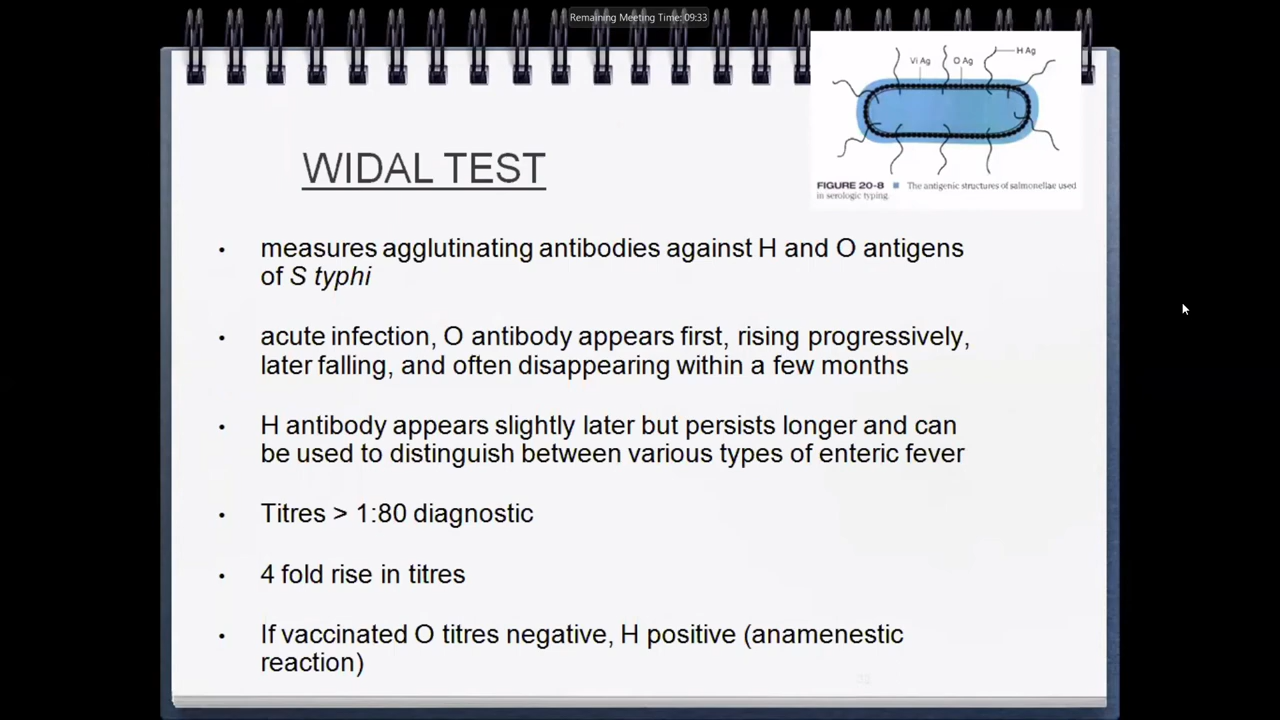 Remaining Meeting Time: 09:33
Vi Ag
O Ag
H Ag
FIGURE 20-8 ■ The antigenic structures of salmonellae used
in serologic typing.
WIDAL TEST
• measures agglutinating antibodies against H and O antigens
of S typhi
• acute infection, O antibody appears first, rising progressively,
later falling, and often disappearing within a few months
• H antibody appears slightly later but persists longer and can
be used to distinguish between various types of enteric fever
• Titres > 1:80 diagnostic
• 4 fold rise in titres
• If vaccinated O titres negative, H positive (anamenestic
reaction)